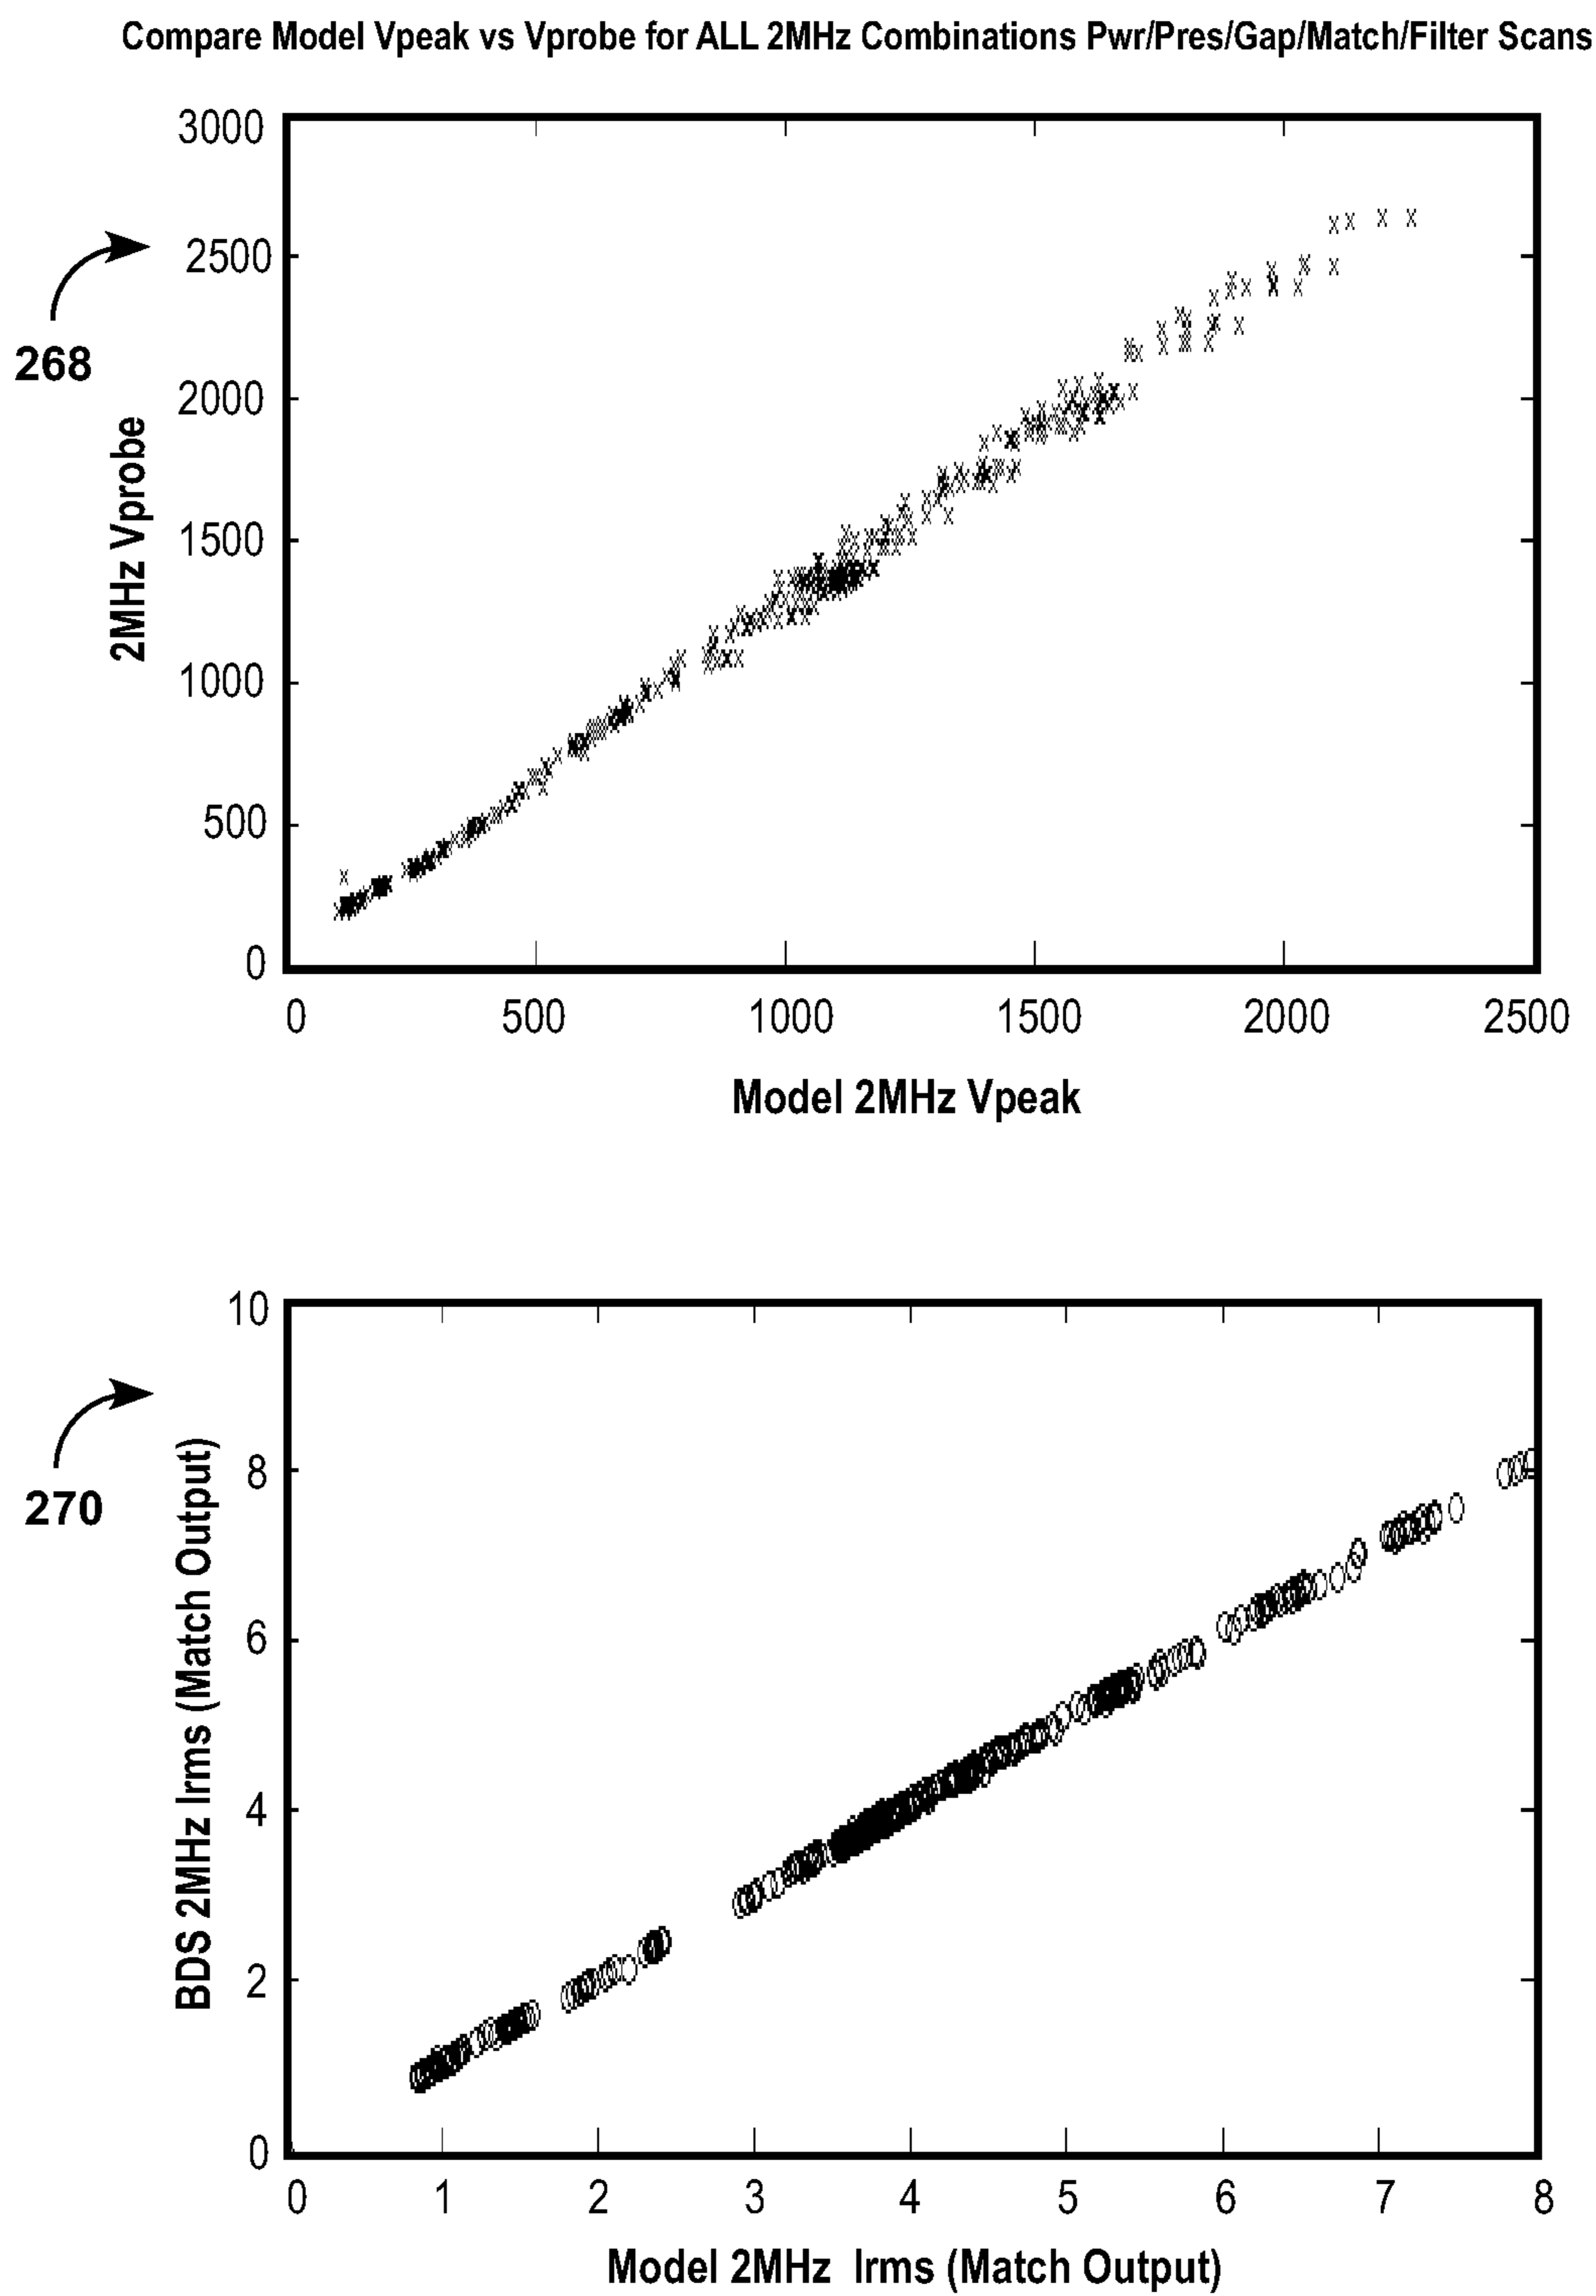 Compare Model Vpeak vs Vprobe for ALL 2MHz Combinations Pwr/Pres/Gap/Match/Filter Scans
3000
2500
2000
1500
1000
500
0
268
2MHz Vprobe
0 500 1000 1500 2000 2500
Model 2MHz Vpeak
10
8
6
4
2
0
270
BDS 2MHz Irms (Match Output)
0 1 2 3 4 5 6 7 8
Model 2MHz Irms (Match Output)